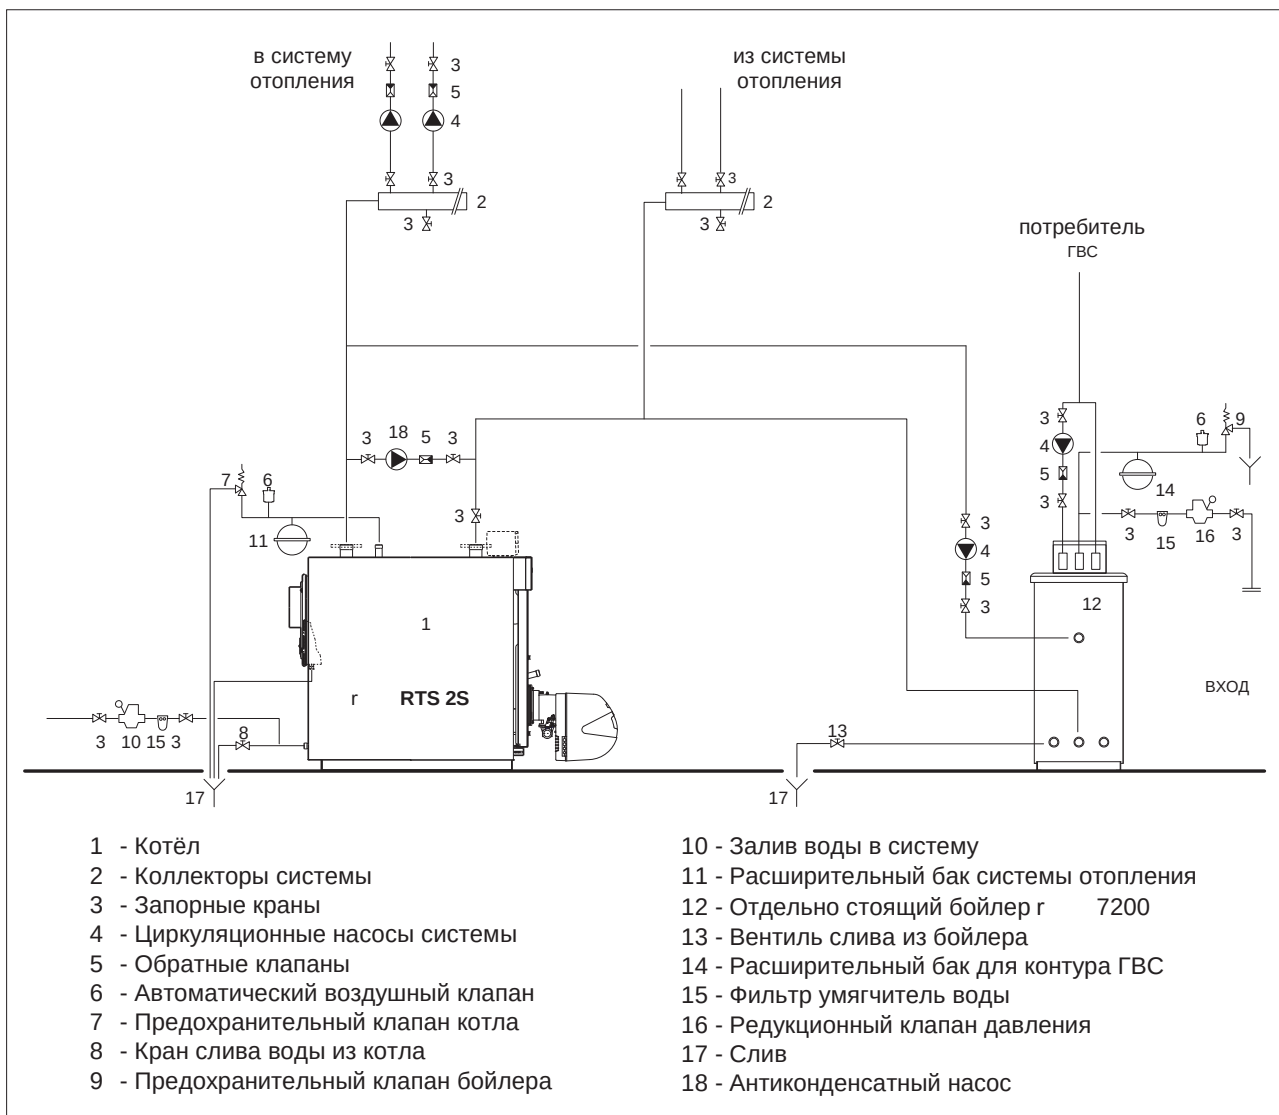 в систему
отопления
из системы
отопления
3
5
4
3
2
3
3
2
3
потребитель
ГВС
3
18
5
3
3
4
5
3
6
9
14
7
6
11
3
3
4
5
3
3
15
16
3
12
1
r RTS 2S
ВХОД
3
10
15
3
8
13
17
17
1 - Котёл
2 - Коллекторы системы
3 - Запорные краны
4 - Циркуляционные насосы системы
5 - Обратные клапаны
6 - Автоматический воздушный клапан
7 - Предохранительный клапан котла
8 - Кран слива воды из котла
9 - Предохранительный клапан бойлера
10 - Залив воды в систему
11 - Расширительный бак системы отопления
12 - Отдельно стоящий бойлер r 7200
13 - Вентиль слива из бойлера
14 - Расширительный бак для контура ГВС
15 - Фильтр умягчитель воды
16 - Редукционный клапан давления
17 - Слив
18 - Антиконденсатный насос